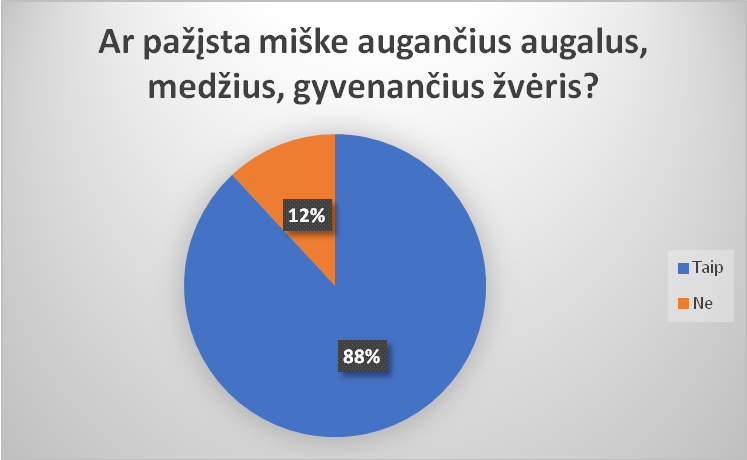 Ar pažįsta miške augančius augalus,
medžius, gyvenančius žvėris?
12%
88%
Taip
Ne